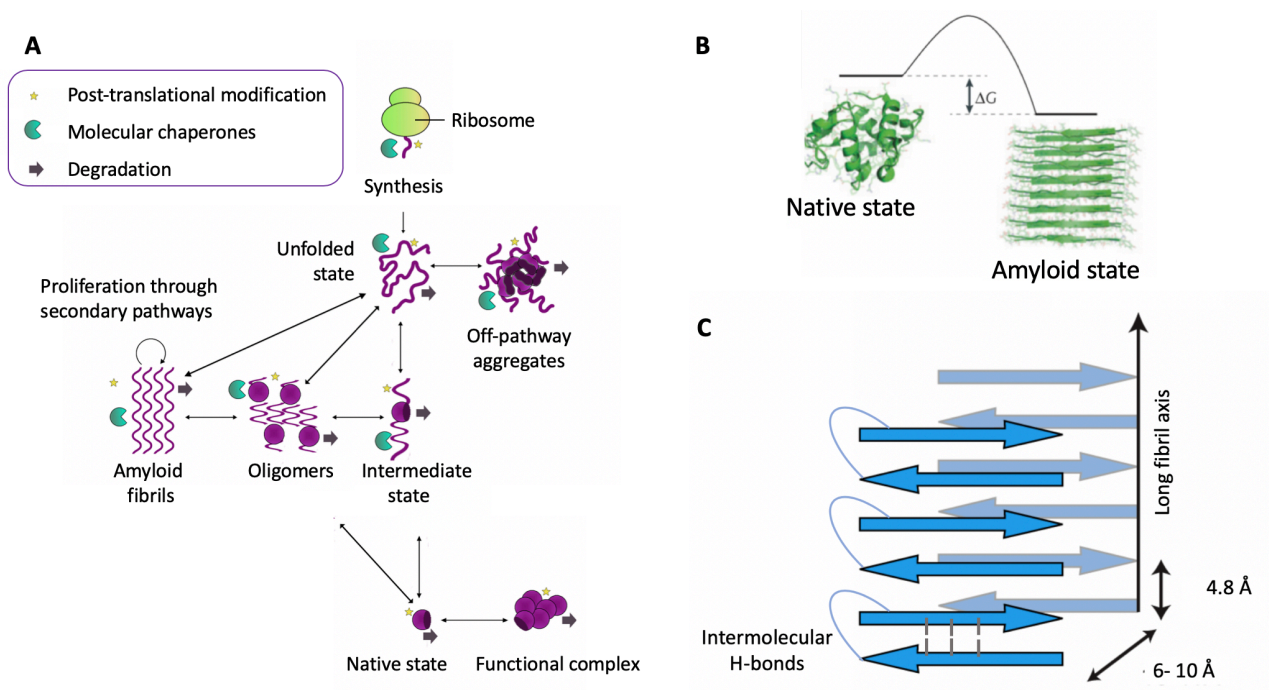 A
Post-translational modification
Molecular chaperones
Degradation
Ribosome
Synthesis
Unfolded
state
Proliferation through
secondary pathways
Off-pathway
aggregates
Amyloid
fibrils
Oligomers
Intermediate
state
Native state
Functional complex
B
ΔG
Native state
Amyloid state
C
Long fibril axis
4.8 Å
Intermolecular
H-bonds
6- 10 Å